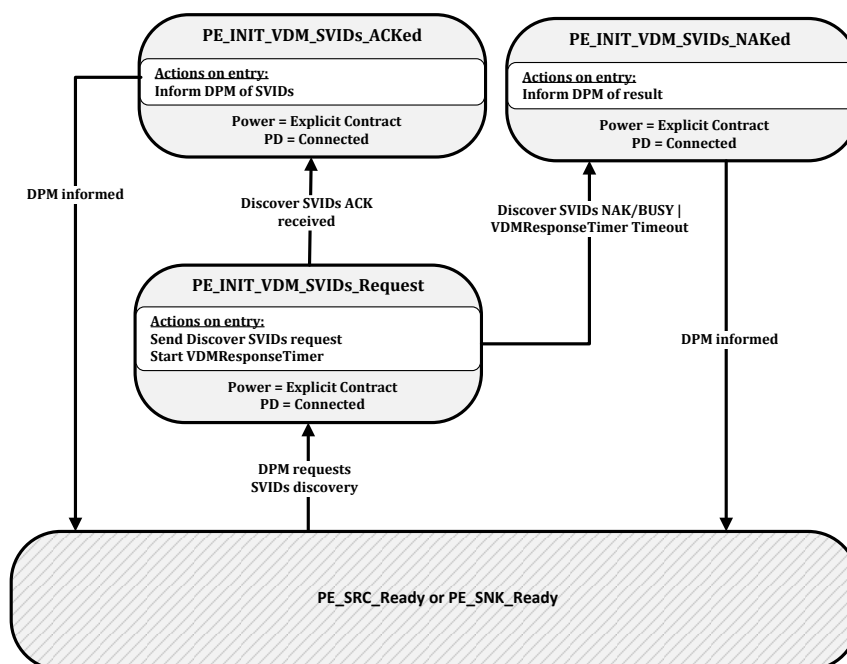 PE_INIT_VDM_SVIDs_ACKed
Actions on entry:
Inform DPM of SVIDs
Power = Explicit Contract
PD = Connected
PE_INIT_VDM_SVIDs_NAKed
Actions on entry:
Inform DPM of result
Power = Explicit Contract
PD = Connected
DPM informed
Discover SVIDs ACK
received
Discover SVIDs NAK/BUSY |
VDMResponseTimer Timeout
PE_INIT_VDM_SVIDs_Request
Actions on entry:
Send Discover SVIDs request
Start VDMResponseTimer
Power = Explicit Contract
PD = Connected
DPM informed
DPM requests
SVIDs discovery
PE_SRC_Ready or PE_SNK_Ready